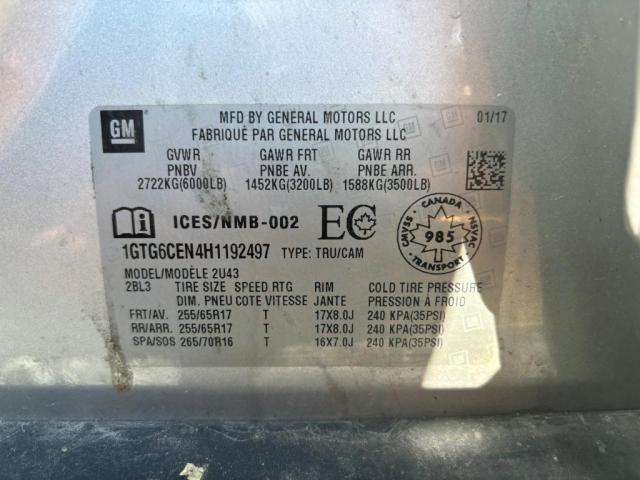 GM
MFD BY GENERAL MOTORS LLC 01/17
FABRIQUÉ PAR GENERAL MOTORS LLC
GVWR GAWR FRT GAWR RR
PNBV PNBE AV. PNBE ARR.
2722KG(6000LB) 1452KG(3200LB) 1588KG(3500LB)
i ICES/NMB-002 EC
CANADA
CMVSS 985 NSVAC
TRANSPORT
1GTG6CEN4H1192497 TYPE: TRU/CAM
MODEL/MODÈLE 2U43
2BL3 TIRE SIZE SPEED RTG RIM COLD TIRE PRESSURE
DIM. PNEU COTE VITESSE JANTE PRESSION À FROID
FRT/AV. 255/65R17 T 17X8.0J 240 KPA(35PSI)
RR/ARR. 255/65R17 T 17X8.0J 240 KPA(35PSI)
SPA/SOS 265/70R16 T 16X7.0J 240 KPA(35PSI)